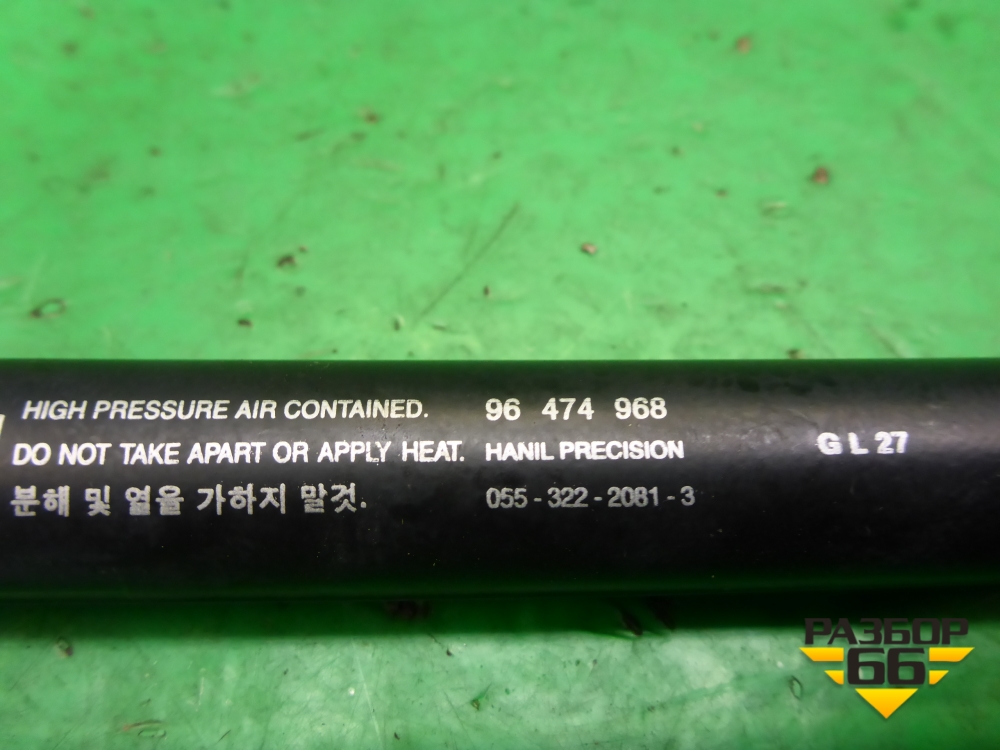 HIGH PRESSURE AIR CONTAINED. 96 474 968
DO NOT TAKE APART OR APPLY HEAT. HANIL PRECISION GL27
분해 및 열을 가하지 말것. 055-322-2081-3
РАЗБОР
66